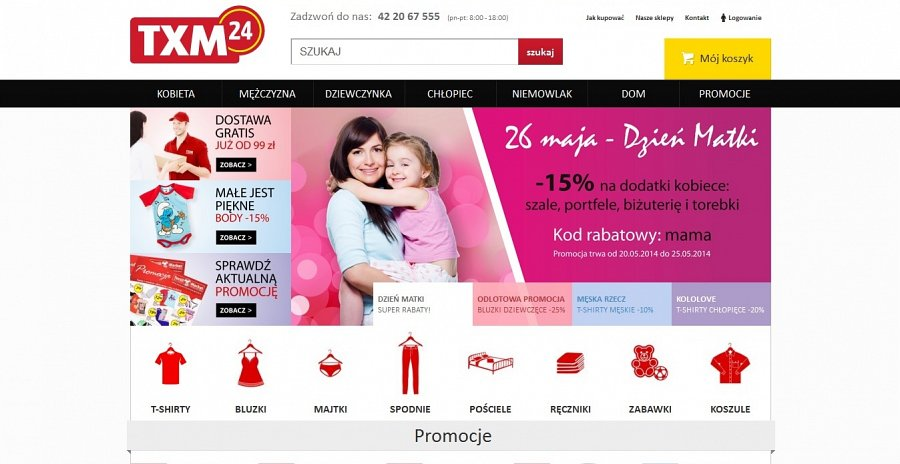 TXM24
Zadzwoń do nas: 42 20 67 555 (pn-pt: 8:00 - 18:00)
Jak kupować Nasze sklepy Kontakt Logowanie
SZUKAJ szukaj
Mój koszyk
KOBIETA MĘŻCZYZNA DZIEWCZYNKA CHŁOPIEC NIEMOWLAK DOM PROMOCJE
DOSTAWA
GRATIS
JUŻ OD 99 zł
ZOBACZ >
MAŁE JEST
PIĘKNE
BODY -15%
ZOBACZ >
SPRAWDŹ
AKTUALNĄ
PROMOCJĘ
ZOBACZ >
26 maja - Dzień Matki
-15% na dodatki kobiece:
szale, portfele, biżuterię i torebki
Kod rabatowy: mama
Promocja trwa od 20.05.2014 do 25.05.2014
DZIEŃ MATKI
SUPER RABATY!
ODLOTOWA PROMOCJA
BLUZKI DZIEWCZĘCE -25%
MĘSKA RZECZ
T-SHIRTY MĘSKIE -10%
KOLOLOVE
T-SHIRTY CHŁOPIĘCE -20%
T-SHIRTY BLUZKI MAJTKI SPODNIE POŚCIELE RĘCZNIKI ZABAWKI KOSZULE
Promocje